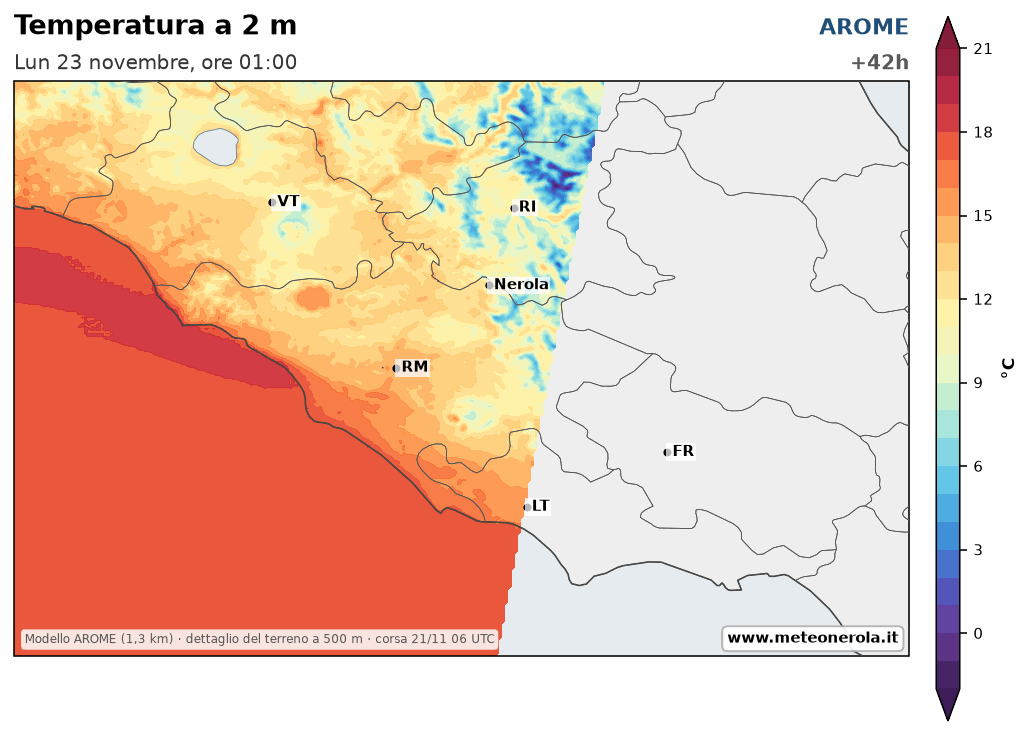 Temperatura a 2 m
AROME
Lun 23 novembre, ore 01:00
+42h
VT
RI
Nerola
RM
FR
LT
Modello AROME (1,3 km) · dettaglio del terreno a 500 m · corsa 21/11 06 UTC
www.meteonerola.it
21
18
15
12
9
6
3
0
°C